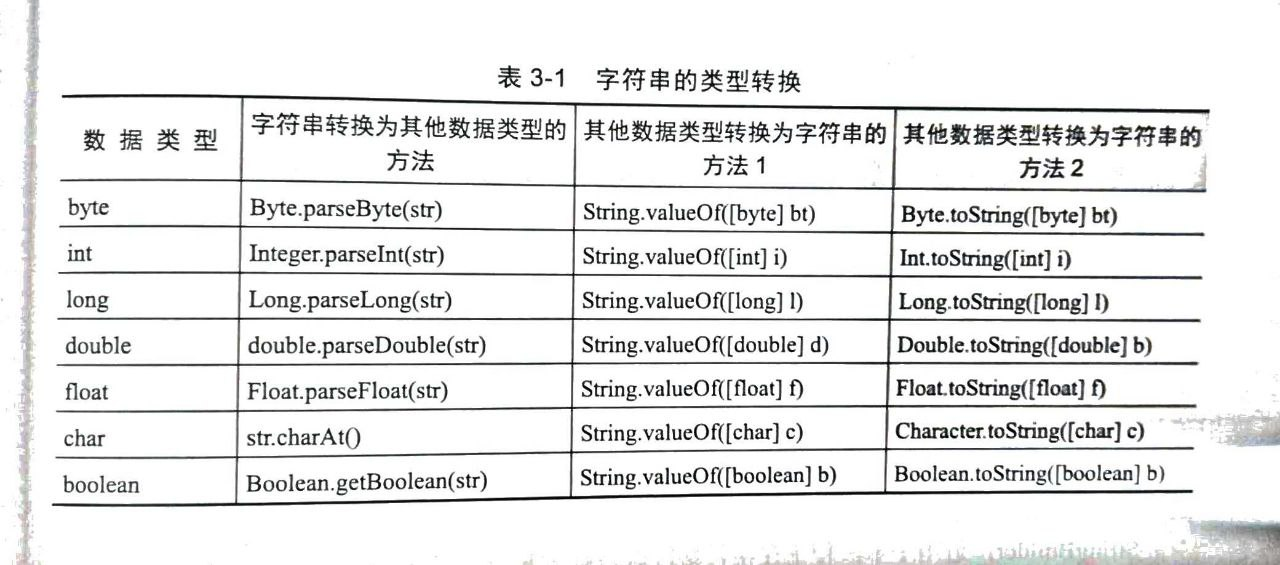 表 3-1 字符串的类型转换
数 据 类 型 字符串转换为其他数据类型的方法 其他数据类型转换为字符串的方法 1 其他数据类型转换为字符串的方法 2
byte Byte.parseByte(str) String.valueOf([byte] bt) Byte.toString([byte] bt)
int Integer.parseInt(str) String.valueOf([int] i) Int.toString([int] i)
long Long.parseLong(str) String.valueOf([long] l) Long.toString([long] l)
double double.parseDouble(str) String.valueOf([double] d) Double.toString([double] b)
float Float.parseFloat(str) String.valueOf([float] f) Float.toString([float] f)
char str.charAt() String.valueOf([char] c) Character.toString([char] c)
boolean Boolean.getBoolean(str) String.valueOf([boolean] b) Boolean.toString([boolean] b)